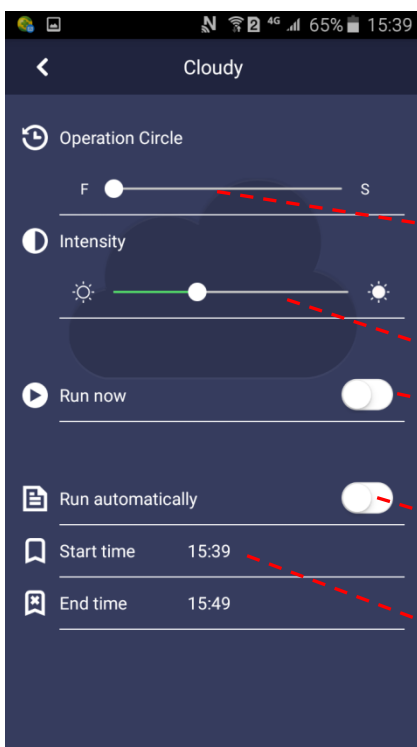 2 4G 65% 15:39
Cloudy
Operation Circle
F S
Intensity
Run now
Run automatically
Start time 15:39
End time 15:49